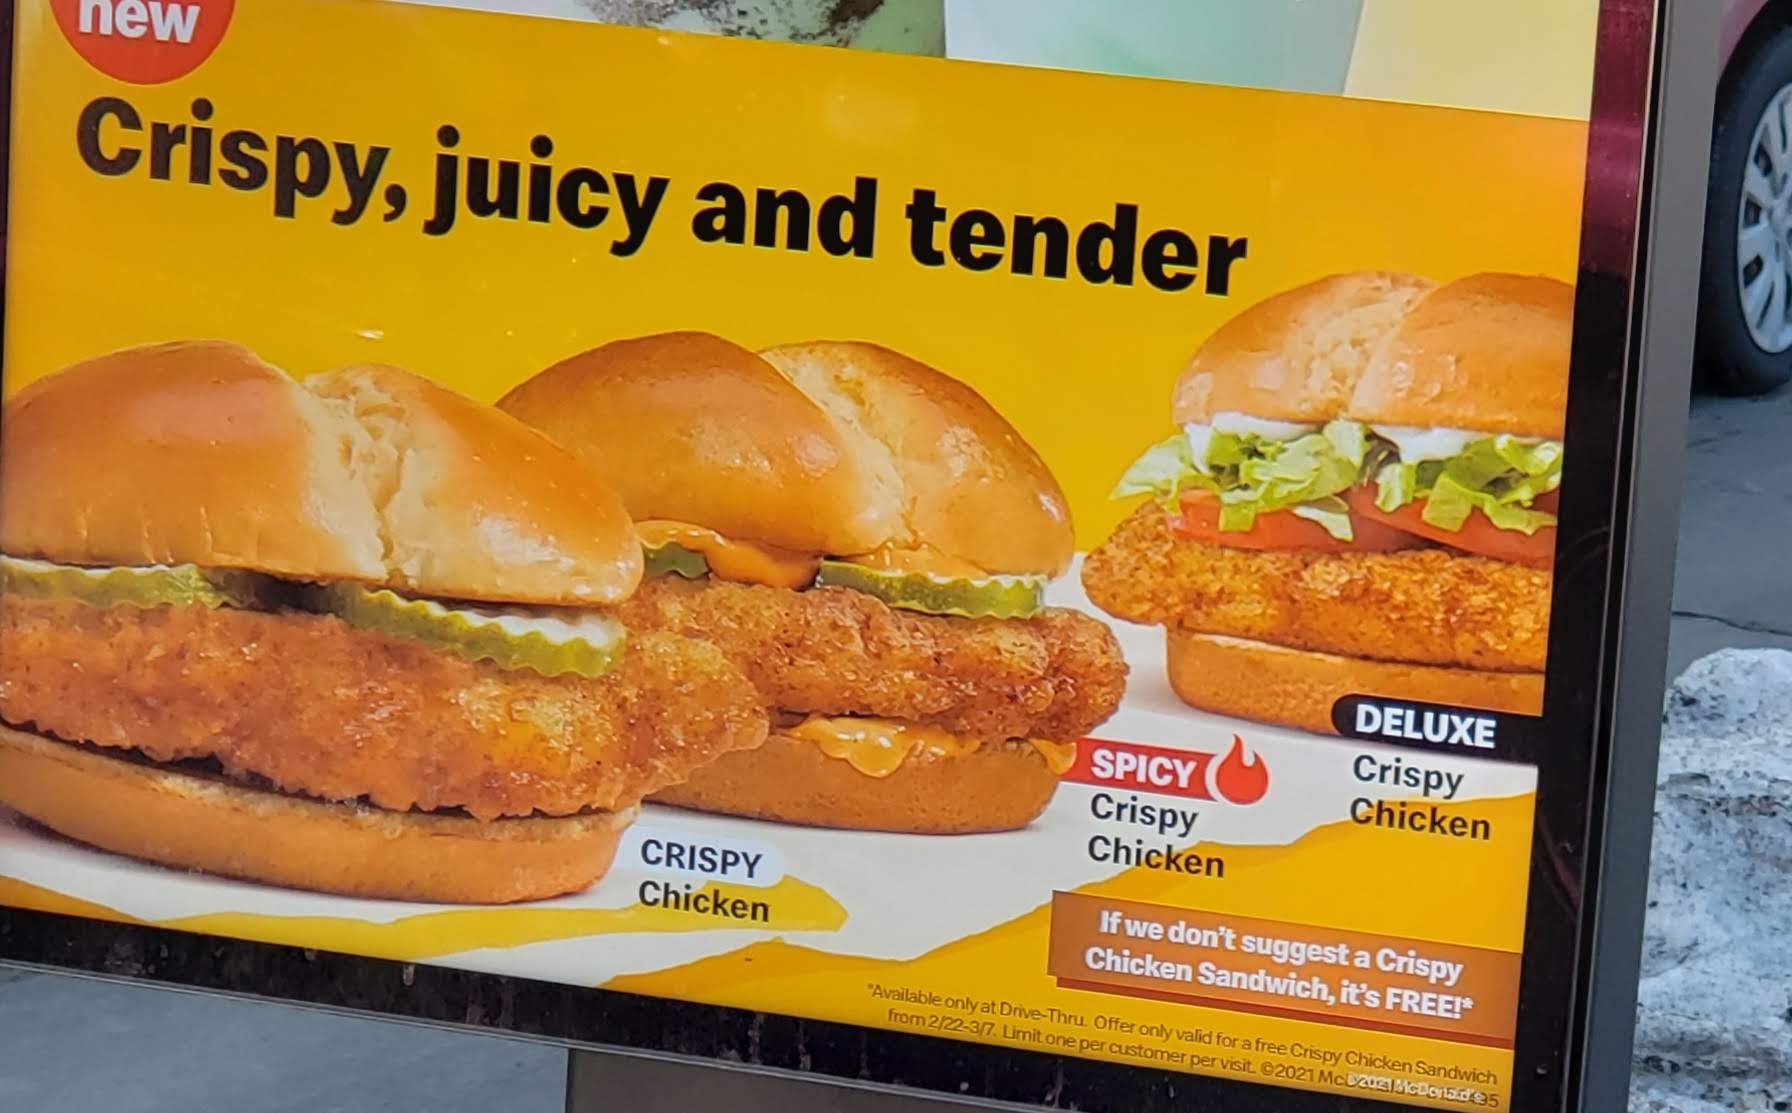 new
Crispy, juicy and tender
CRISPY
Chicken
SPICY
Crispy
Chicken
DELUXE
Crispy
Chicken
If we don't suggest a Crispy
Chicken Sandwich, it's FREE!*
*Available only at Drive-Thru. Offer only valid for a free Crispy Chicken Sandwich
from 2/22-3/7. Limit one per customer per visit. ©2021
©2021 McDonald's